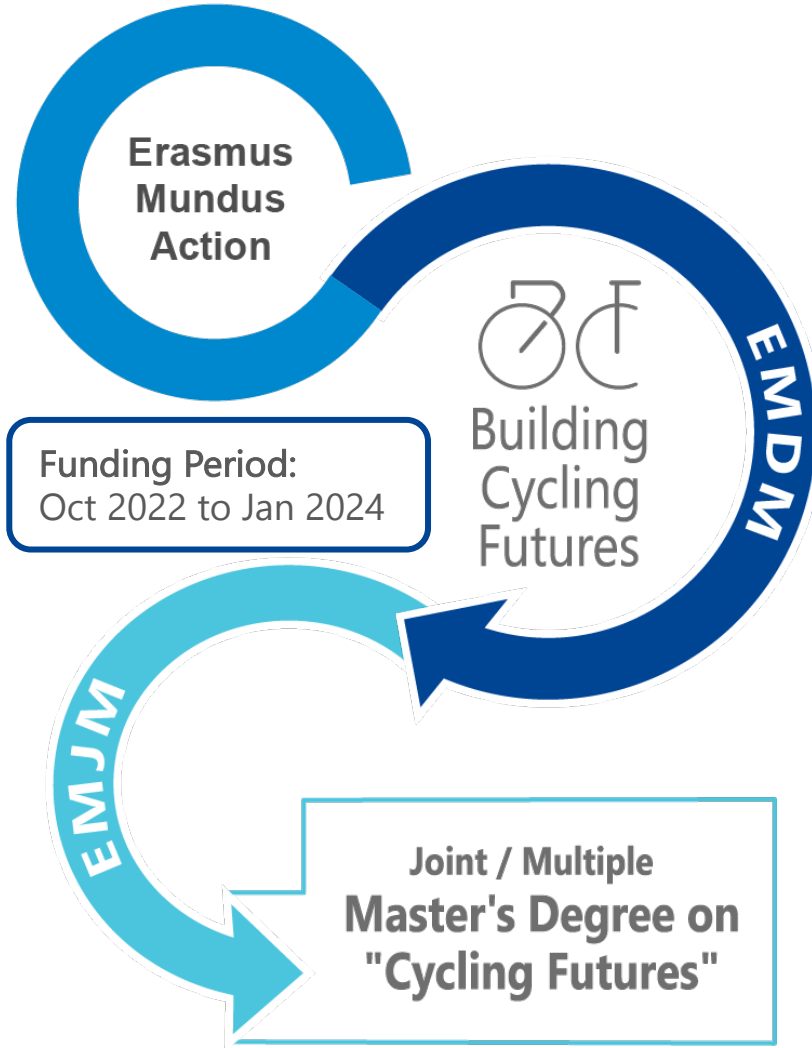 Erasmus
Mundus
Action
EMDM
Building
Cycling
Futures
Funding Period:
Oct 2022 to Jan 2024
EMJM
Joint / Multiple
Master's Degree on
"Cycling Futures"